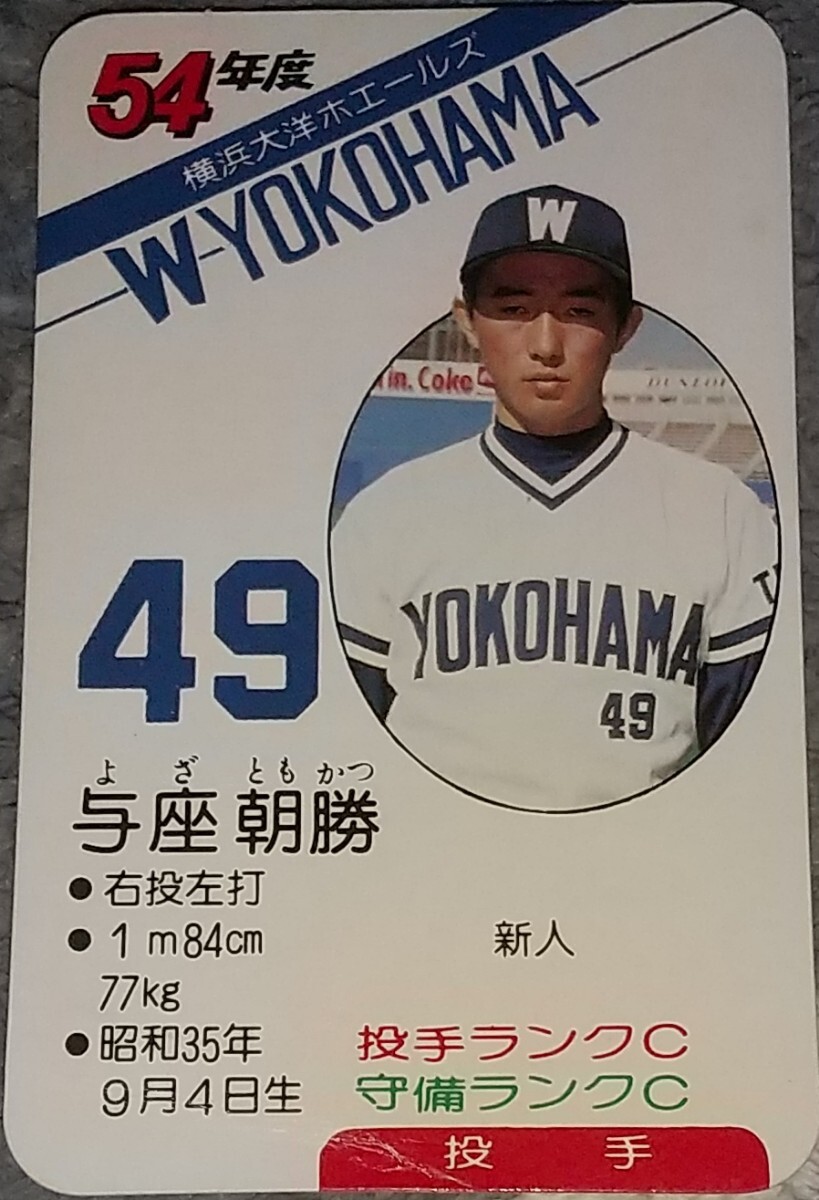 54年度
横浜大洋ホエールズ
W-YOKOHAMA
W
in. Coke
DUNLOP
YOKOHAMA
49
49
よ ざ ともかつ
与座朝勝
●右投左打
●1m84cm
77kg
新人
●昭和35年
9月4日生
投手ランクC
守備ランクC
投手